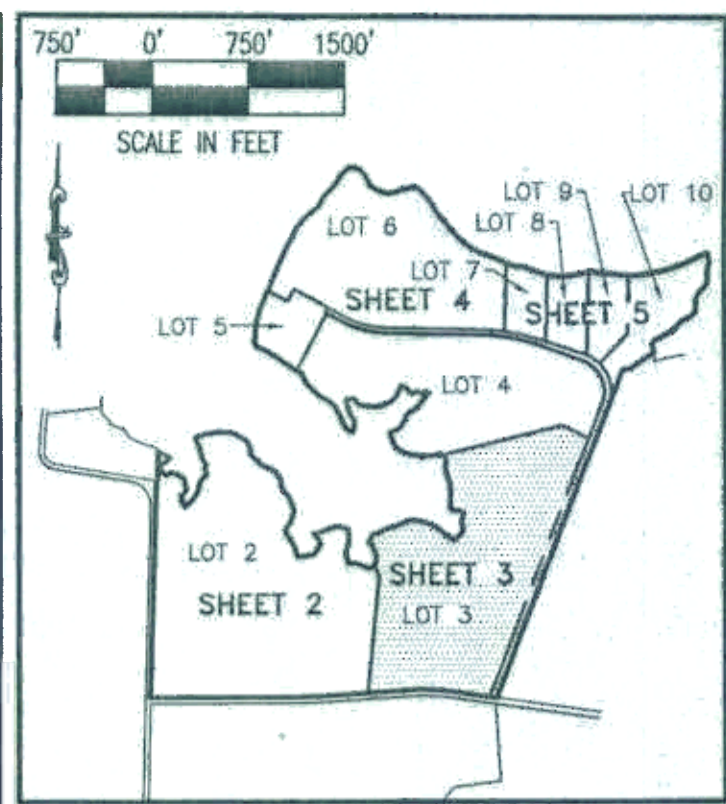 750' 0' 750' 1500'
SCALE IN FEET
LOT 9
LOT 10
LOT 6
LOT 8
LOT 7
SHEET 4
SHEET 5
LOT 5
LOT 4
LOT 2
SHEET 3
SHEET 2
LOT 3